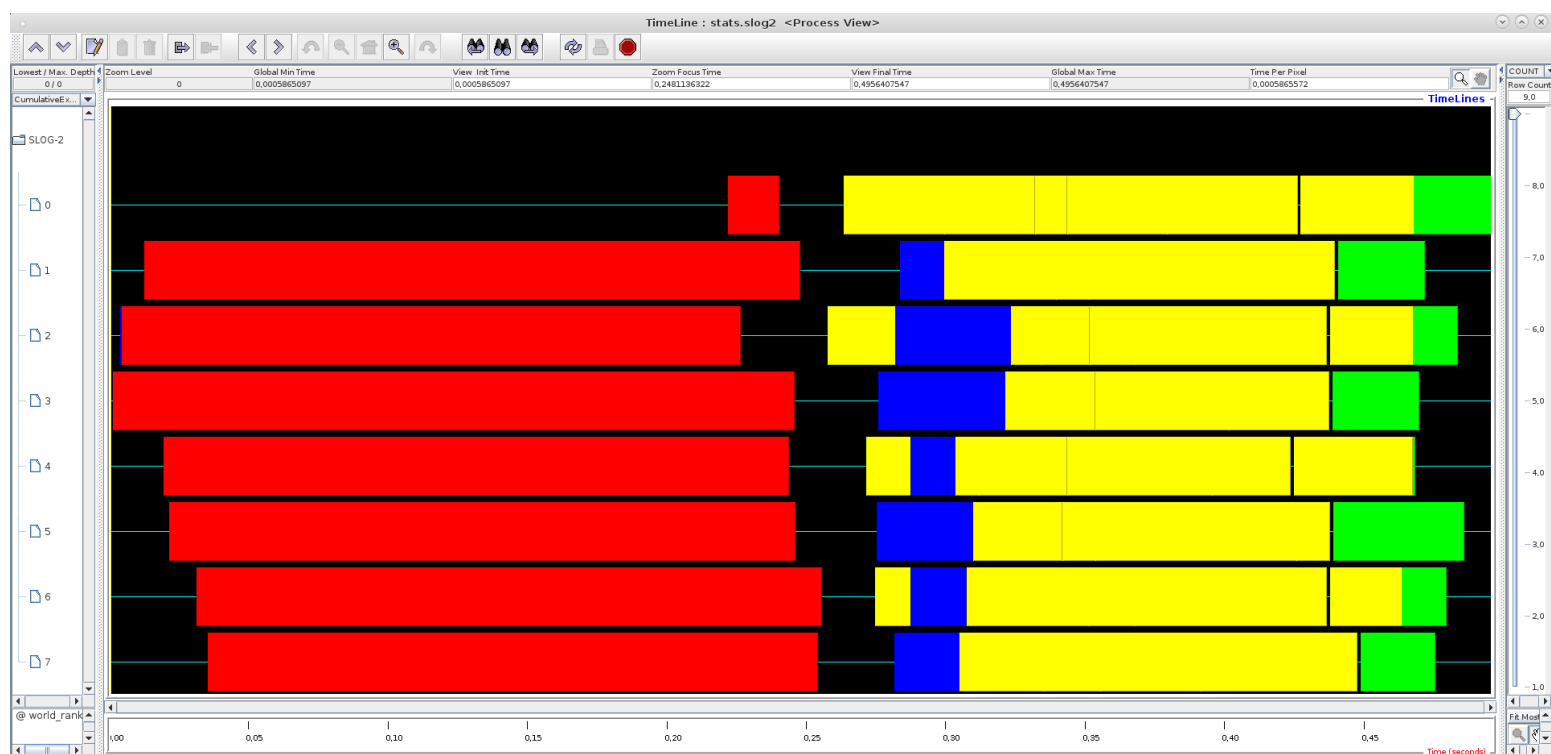 TimeLine : stats.slog2 <Process View>
Lowest / Max. Depth Zoom Level Global Min Time View Init Time Zoom Focus Time View Final Time Global Max Time Time Per Pixel COUNT
0 / 0 0 0,0005865097 0,0005865097 0,2481136322 0,4956407547 0,4956407547 0,0005865572 Row Count
CumulativeEx... TimeLines 9,0
SLOG-2
0
1
2
3
4
5
6
7
8,0
7,0
6,0
5,0
4,0
3,0
2,0
1,0
@ world_rank Fit Most
0,05 0,10 0,15 0,20 0,25 0,30 0,35 0,40 0,45
Time (seconds)